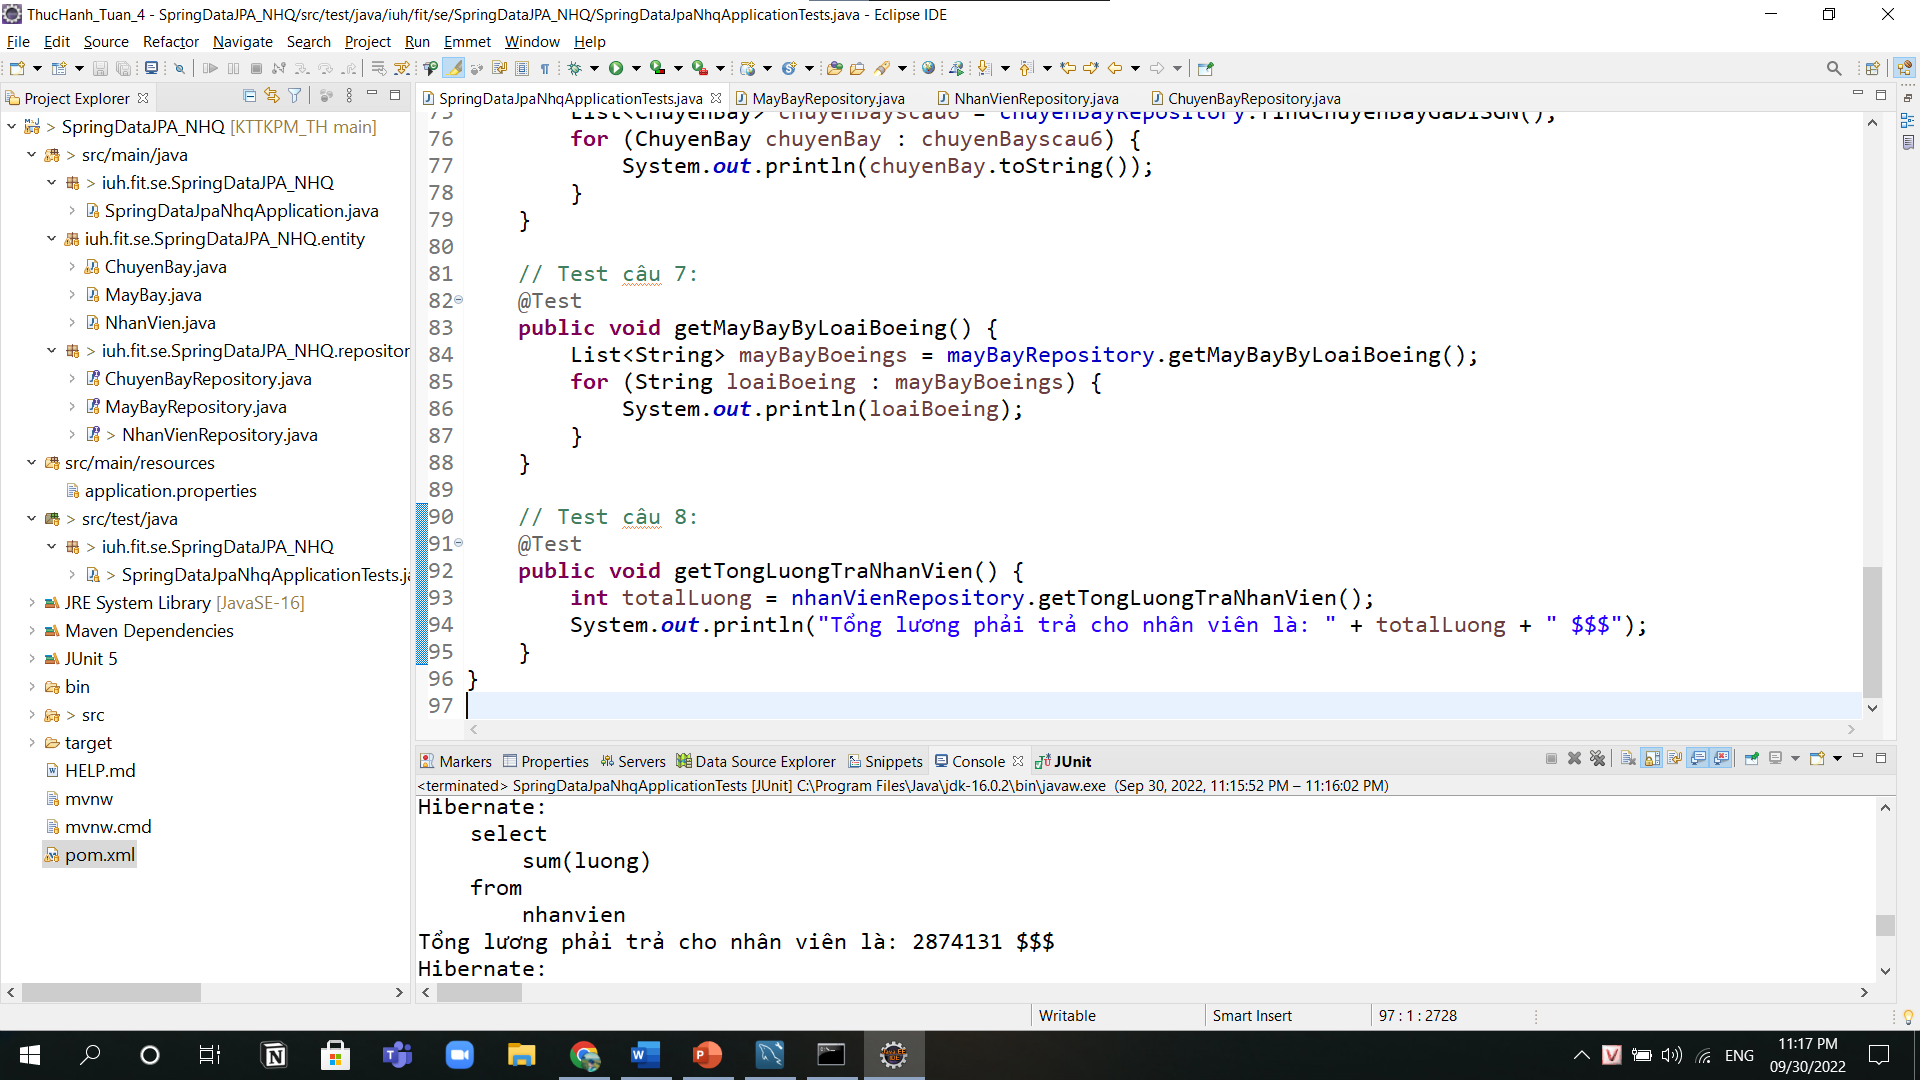 ThucHanh_Tuan_4 - SpringDataJPA_NHQ/src/test/java/iuh/fit/se/SpringDataJPA_NHQ/SpringDataJpaNhqApplicationTests.java - Eclipse IDE
File Edit Source Refactor Navigate Search Project Run Emmet Window Help
Project Explorer
SpringDataJPA_NHQ [KTTKPM_TH main]
> src/main/java
> iuh.fit.se.SpringDataJPA_NHQ
SpringDataJpaNhqApplication.java
iuh.fit.se.SpringDataJPA_NHQ.entity
ChuyenBay.java
MayBay.java
NhanVien.java
> iuh.fit.se.SpringDataJPA_NHQ.repositor
ChuyenBayRepository.java
MayBayRepository.java
> NhanVienRepository.java
src/main/resources
application.properties
> src/test/java
> iuh.fit.se.SpringDataJPA_NHQ
> SpringDataJpaNhqApplicationTests.ja
JRE System Library [JavaSE-16]
Maven Dependencies
JUnit 5
bin
> src
target
HELP.md
mvnw
mvnw.cmd
pom.xml
SpringDataJpaNhqApplicationTests.java MayBayRepository.java NhanVienRepository.java ChuyenBayRepository.java
75 List<ChuyenBay> chuyenBayscau6 = chuyenBayRepository.findChuyenBayGaDiSGN();
76 for (ChuyenBay chuyenBay : chuyenBayscau6) {
77 System.out.println(chuyenBay.toString());
78 }
79 }
80
81 // Test câu 7:
82 @Test
83 public void getMayBayByLoaiBoeing() {
84 List<String> mayBayBoeings = mayBayRepository.getMayBayByLoaiBoeing();
85 for (String loaiBoeing : mayBayBoeings) {
86 System.out.println(loaiBoeing);
87 }
88 }
89
90 // Test câu 8:
91 @Test
92 public void getTongLuongTraNhanVien() {
93 int totalLuong = nhanVienRepository.getTongLuongTraNhanVien();
94 System.out.println("Tổng lương phải trả cho nhân viên là: " + totalLuong + " $$$");
95 }
96 }
97
Markers Properties Servers Data Source Explorer Snippets Console JUnit
<terminated> SpringDataJpaNhqApplicationTests [JUnit] C:\Program Files\Java\jdk-16.0.2\bin\javaw.exe (Sep 30, 2022, 11:15:52 PM – 11:16:02 PM)
Hibernate:
select
sum(luong)
from
nhanvien
Tổng lương phải trả cho nhân viên là: 2874131 $$$
Hibernate:
Writable Smart Insert 97 : 1 : 2728
ENG
11:17 PM
09/30/2022